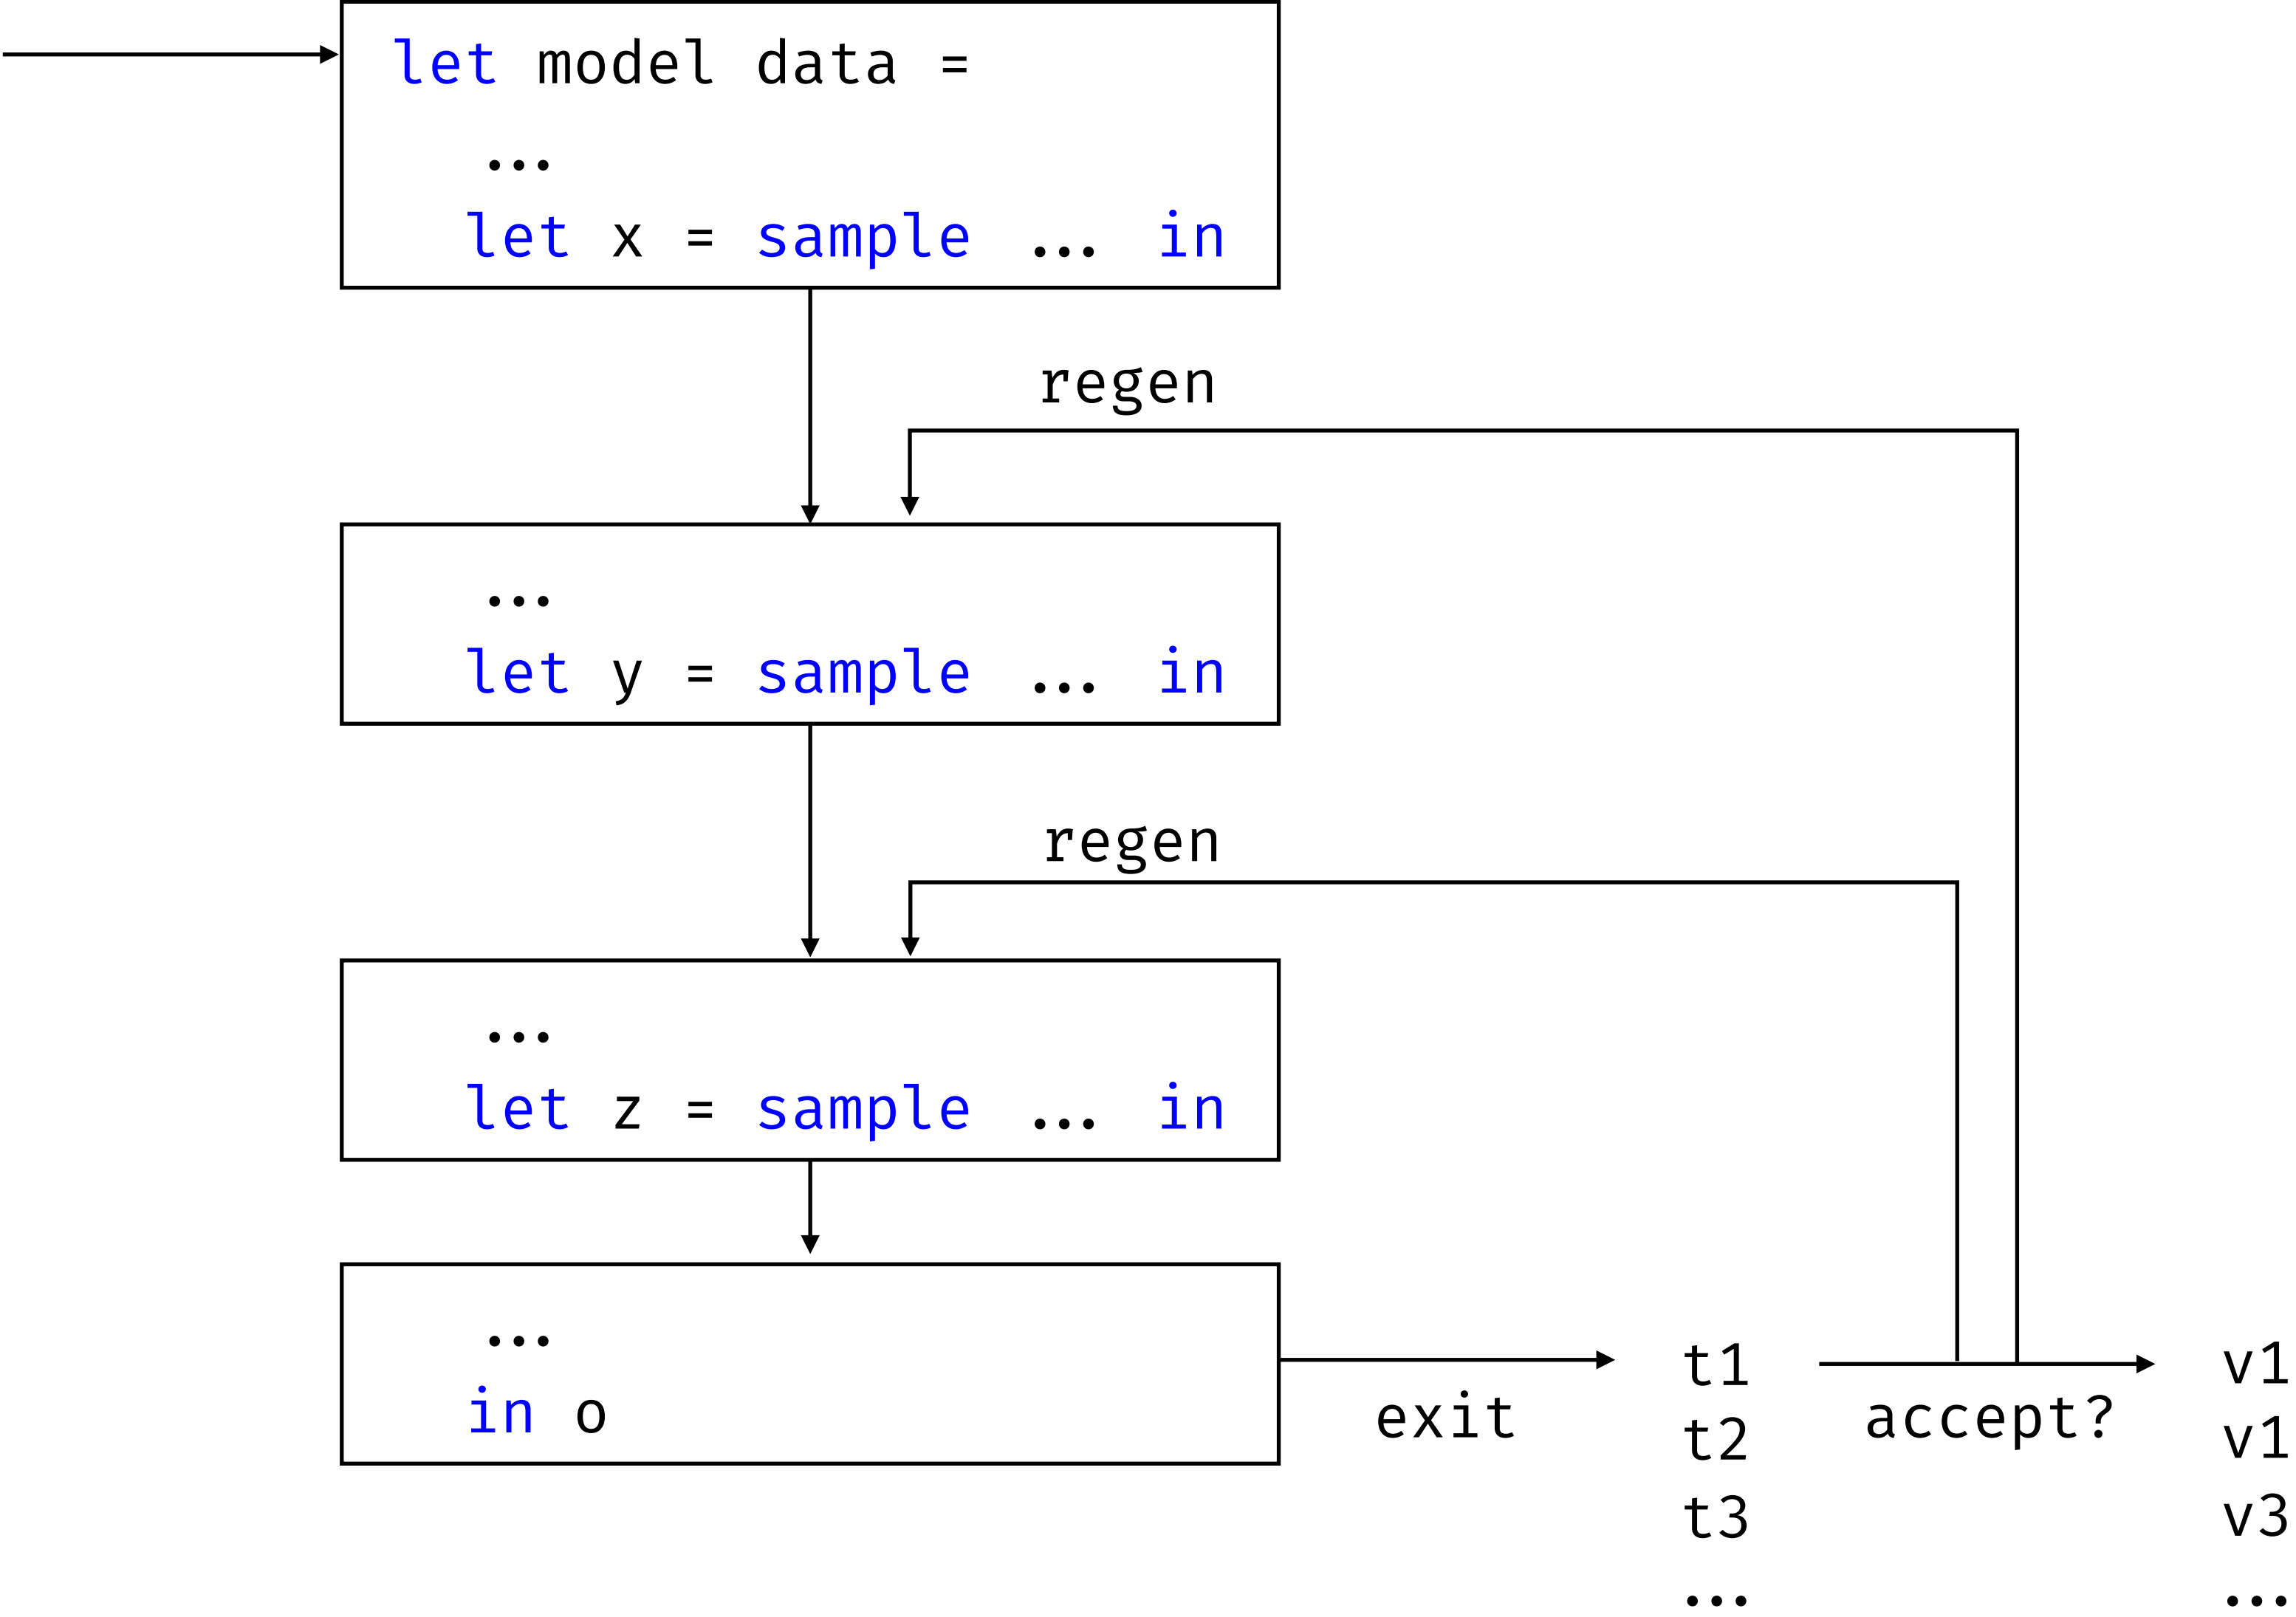 let model data =
...
let x = sample ... in
regen
...
let y = sample ... in
regen
...
let z = sample ... in
...
in o
exit
t1
t2
t3
...
accept?
v1
v1
v3
...